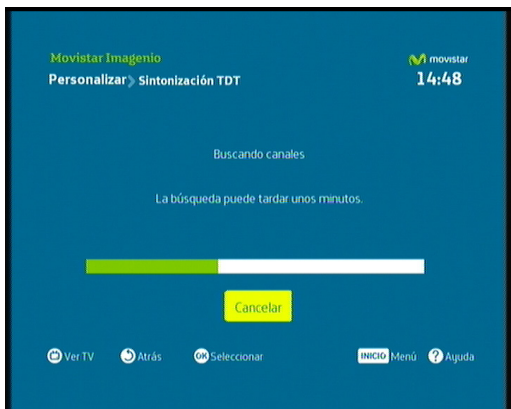 Movistar Imagenio
movistar
Personalizar > Sintonización TDT
14:48
Buscando canales
La búsqueda puede tardar unos minutos.
Cancelar
Ver TV
Atrás
OK Seleccionar
INICIO Menú
? Ayuda